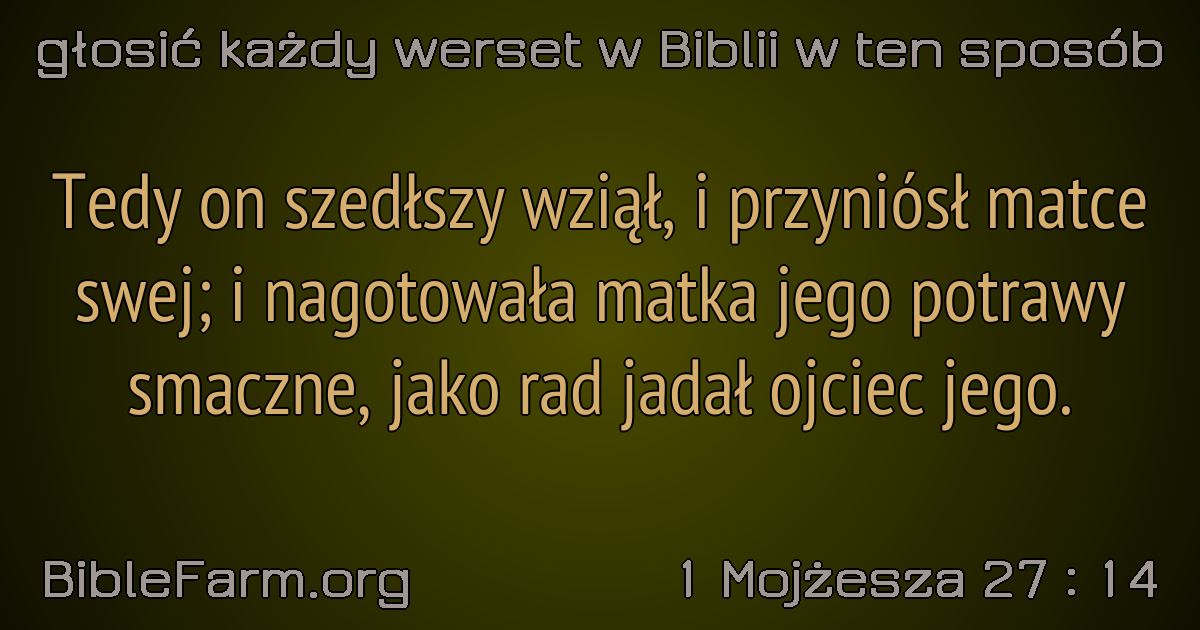 głosić każdy werset w Biblii w ten sposób
Tedy on szedłszy wziął, i przyniósł matce
swej; i nagotowała matka jego potrawy
smaczne, jako rad jadał ojciec jego.
BibleFarm.org
1 Mojżesza 27 : 14